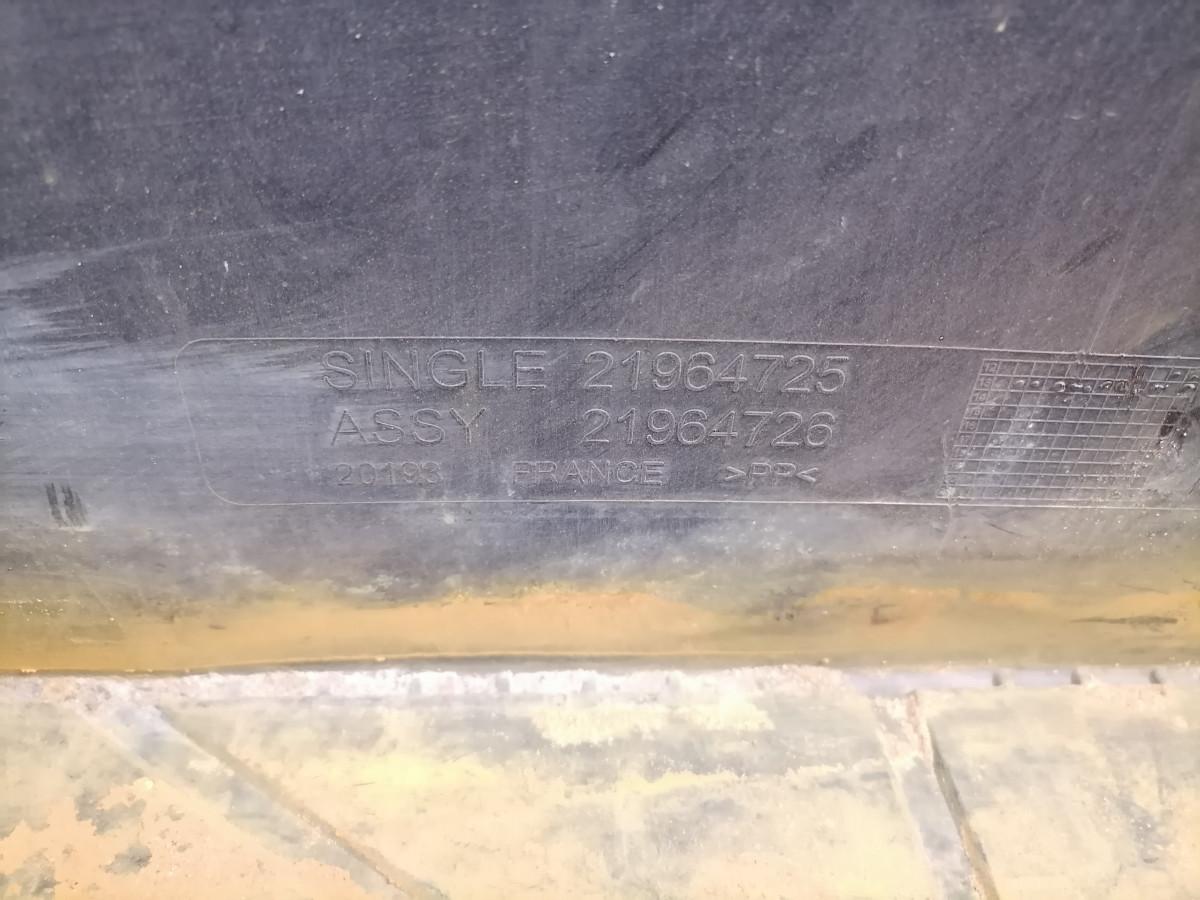 SINGLE 21964725
ASSY 21964726
20193 FRANCE >PP<